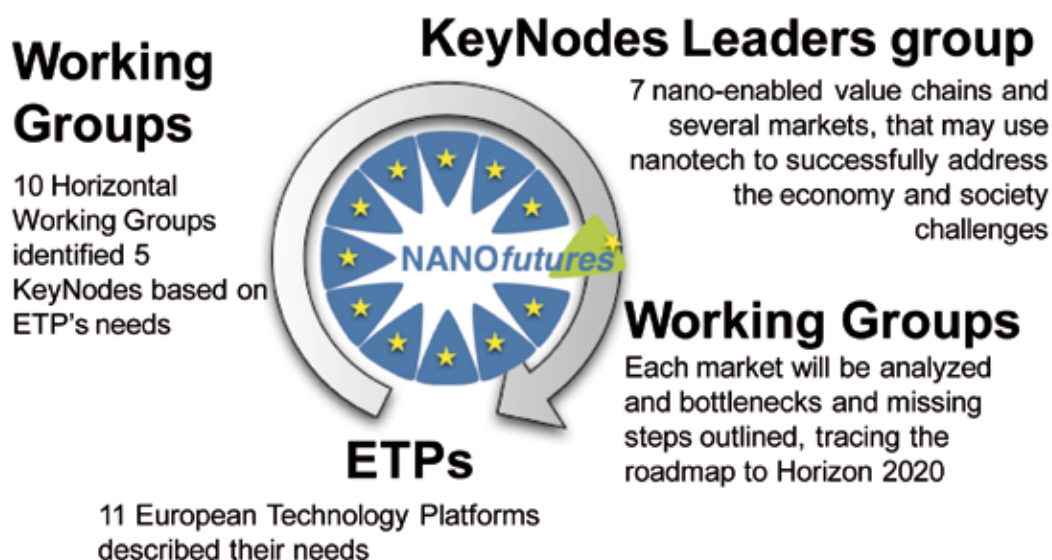 Working
Groups
10 Horizontal
Working Groups
identified 5
KeyNodes based on
ETP's needs
KeyNodes Leaders group
7 nano-enabled value chains and
several markets, that may use
nanotech to successfully address
the economy and society
challenges
NANOfutures
Working Groups
Each market will be analyzed
and bottlenecks and missing
steps outlined, tracing the
roadmap to Horizon 2020
ETPs
11 European Technology Platforms
described their needs